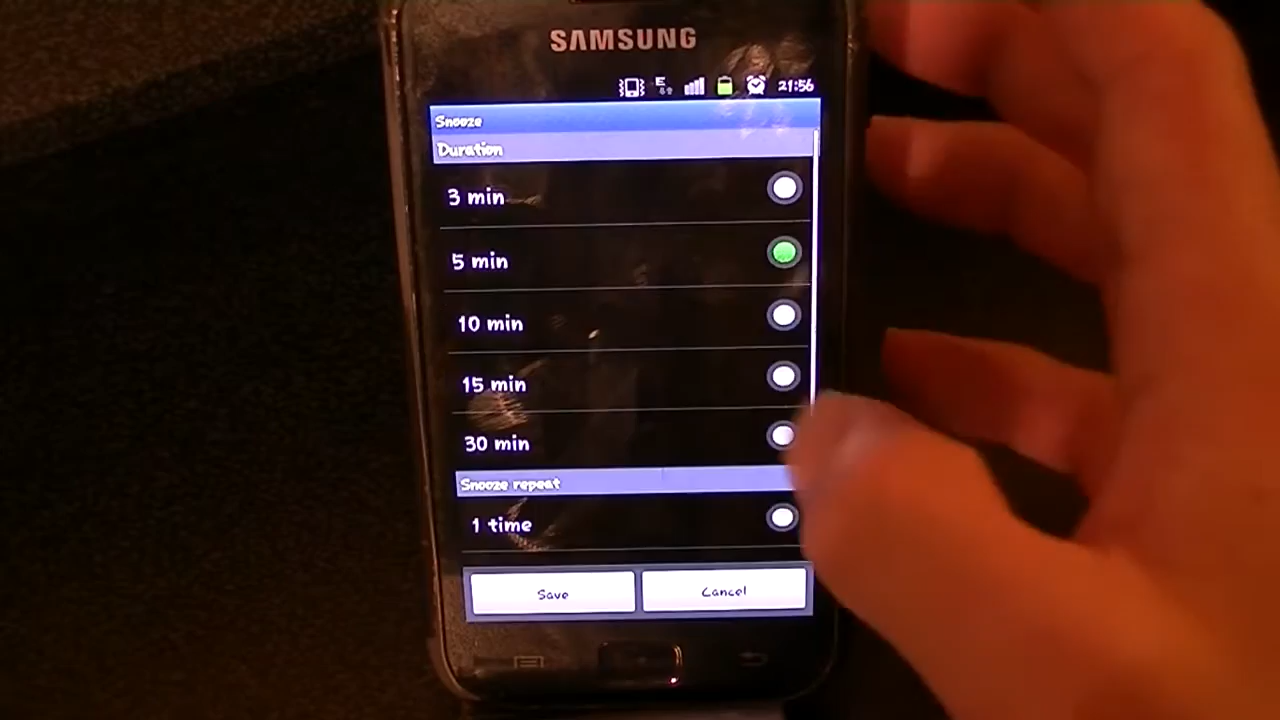 SAMSUNG
E
21:56
Snooze
Duration
3 min
5 min
10 min
15 min
30 min
Snooze repeat
1 time
Save
Cancel